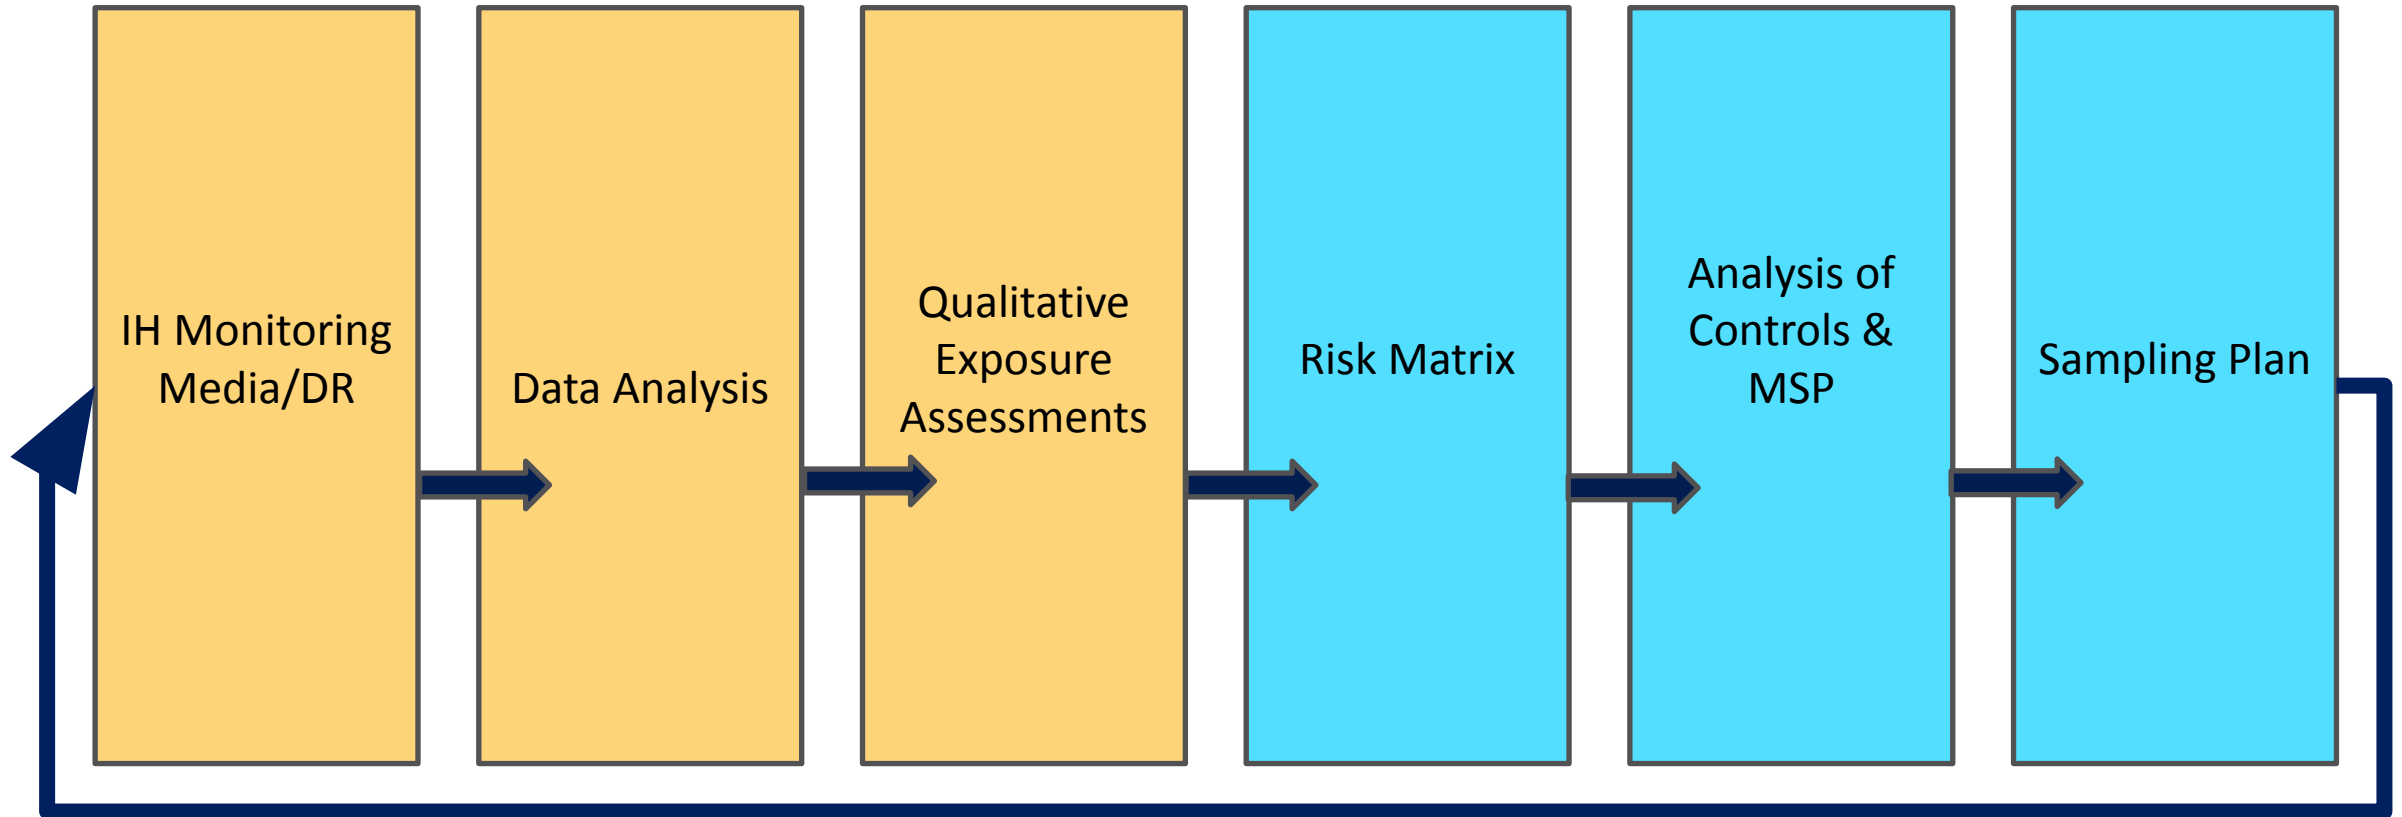 IH Monitoring
Media/DR
Data Analysis
Qualitative
Exposure
Assessments
Risk Matrix
Analysis of
Controls &
MSP
Sampling Plan